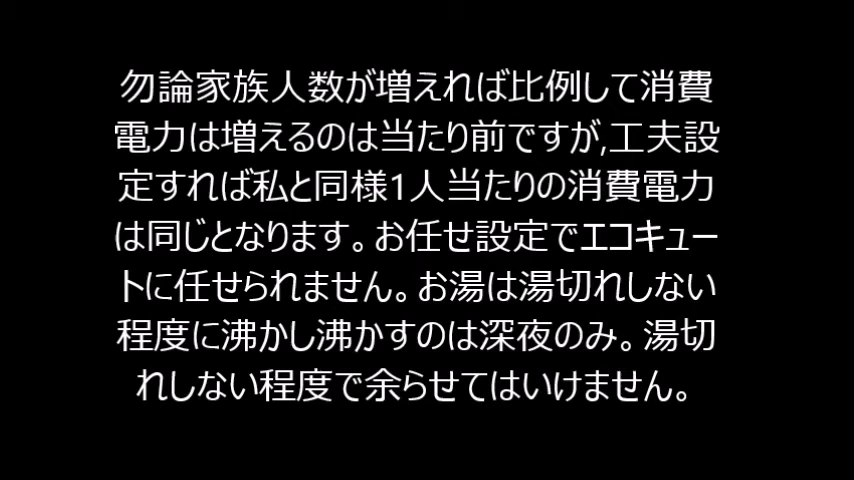 勿論家族人数が増えれば比例して消費
電力は増えるのは当たり前ですが,工夫設
定すれば私と同様1人当たりの消費電力
は同じとなります。お任せ設定でエコキュー
トに任せられません。お湯は湯切れしない
程度に沸かし沸かすのは深夜のみ。湯切
れしない程度で余らせてはいけません。